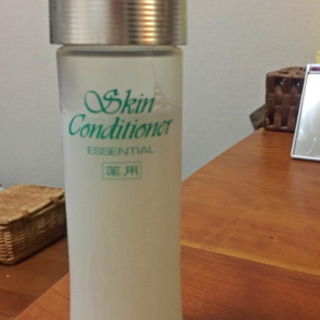 Skin
Conditioner
ESSENTIAL
薬用